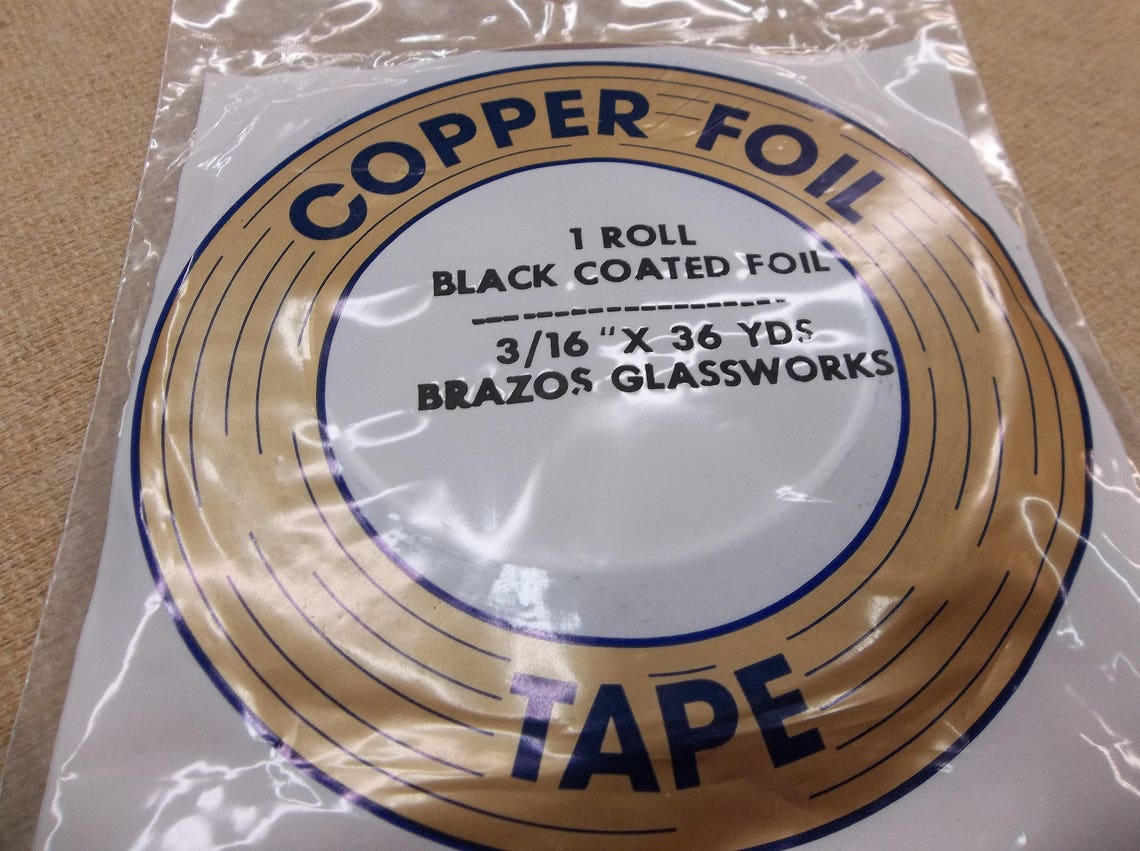 COPPER FOIL
1 ROLL
BLACK COATED FOIL
------------------
3/16 "X 36 YDS
BRAZOS GLASSWORKS
TAPE